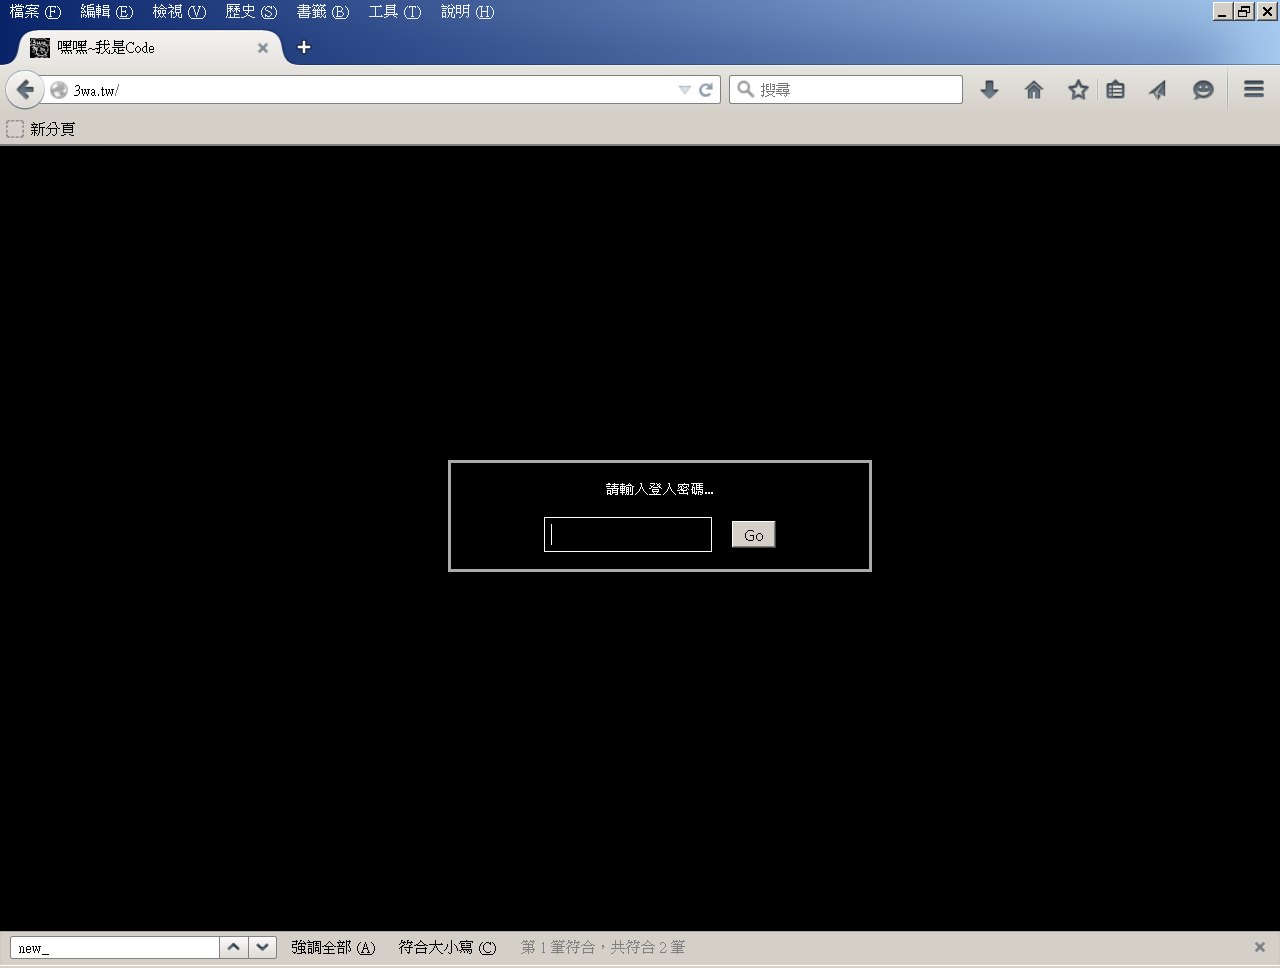 檔案 (F) 編輯 (E) 檢視 (V) 歷史 (S) 書籤 (B) 工具 (T) 說明 (H)
嘿嘿~我是Code
3wa.tw/
搜尋
新分頁
請輸入登入密碼...
Go
new_ 強調全部 (A) 符合大小寫 (C) 第 1 筆符合，共符合 2 筆